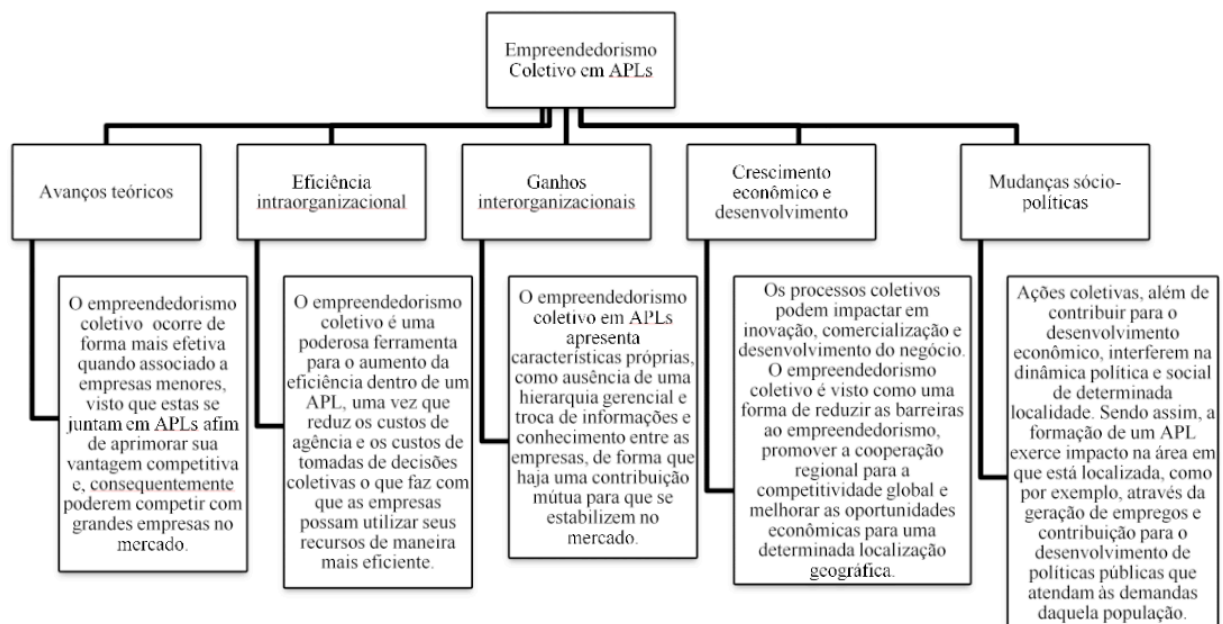 Empreendedorismo
Coletivo em APLs
Avanços teóricos
O empreendedorismo
coletivo ocorre de
forma mais efetiva
quando associado a
empresas menores,
visto que estas se
juntam em APLs afim
de aprimorar sua
vantagem competitiva
e, consequentemente
poderem competir com
grandes empresas no
mercado.
Eficiência
intraorganizacional
O empreendedorismo
coletivo é uma
poderosa ferramenta
para o aumento da
eficiência dentro de um
APL, uma vez que
reduz os custos de
agência e os custos de
tomadas de decisões
coletivas o que faz com
que as empresas
possam utilizar seus
recursos de maneira
mais eficiente.
Ganhos
interorganizacionais
O empreendedorismo
coletivo em APLs
apresenta
características próprias,
como ausência de uma
hierarquia gerencial e
troca de informações e
conhecimento entre as
empresas, de forma que
haja uma contribuição
mútua para que se
estabilizem no
mercado.
Crescimento
econômico e
desenvolvimento
Os processos coletivos
podem impactar em
inovação, comercialização e
desenvolvimento do negócio.
O empreendedorismo
coletivo é visto como uma
forma de reduzir as barreiras
ao empreendedorismo,
promover a cooperação
regional para a
competitividade global e
melhorar as oportunidades
econômicas para uma
determinada localização
geográfica.
Mudanças sócio-
políticas
Ações coletivas, além de
contribuir para o
desenvolvimento
econômico, interferem na
dinâmica política e social
de determinada
localidade. Sendo assim, a
formação de um APL
exerce impacto na área em
que está localizada, como
por exemplo, através da
geração de empregos e
contribuição para o
desenvolvimento de
políticas públicas que
atendam às demandas
daquela população.